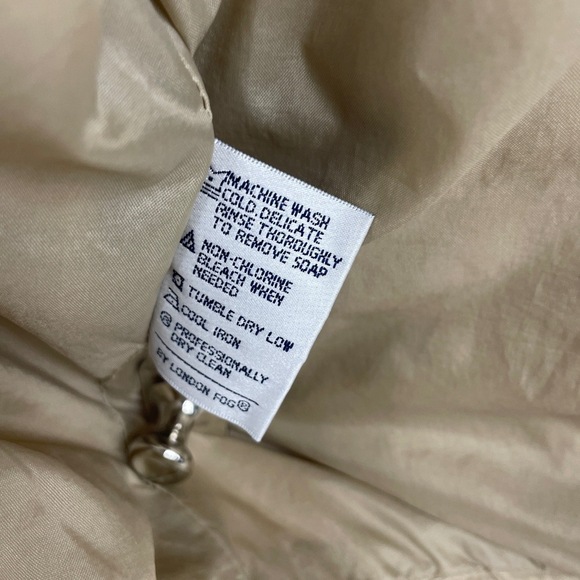 MACHINE WASH
COLD, DELICATE
RINSE THOROUGHLY
TO REMOVE SOAP
NON-CHLORINE
BLEACH WHEN
NEEDED
TUMBLE DRY LOW
COOL IRON
PROFESSIONALLY
DRY CLEAN
BY LONDON FOG®